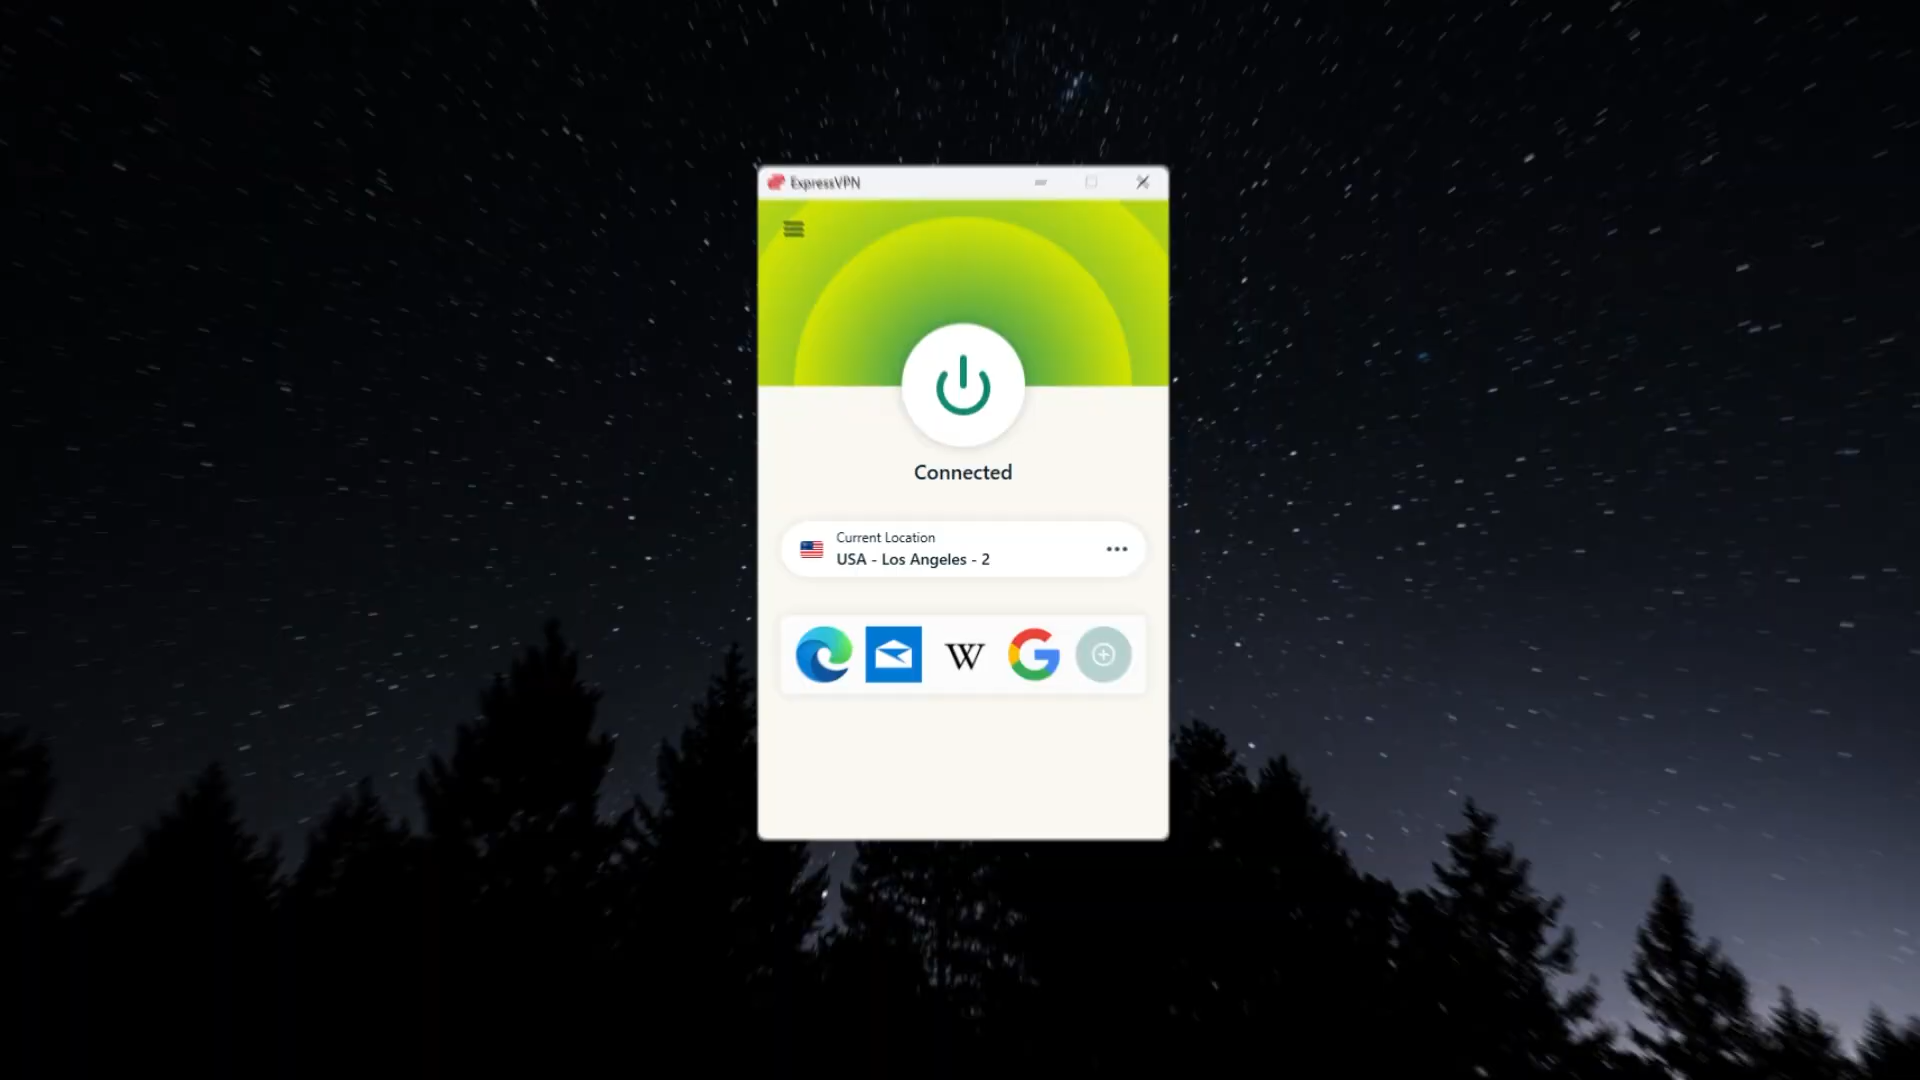 ExpressVPN
Connected
Current Location
USA - Los Angeles - 2
W